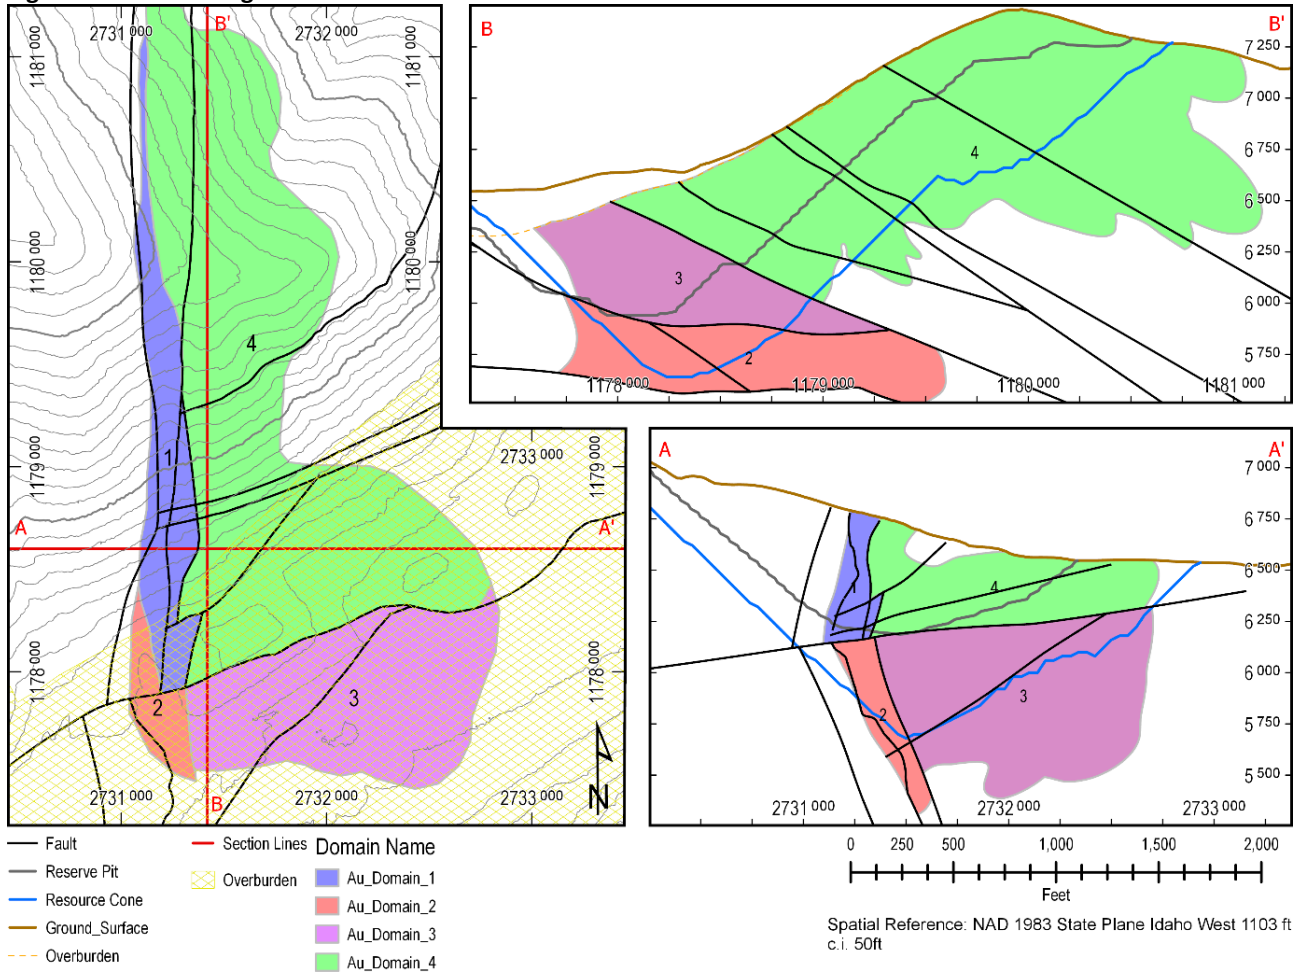 B'
2731 000
2732 000
1181 000
1181 000
1180 000
1180 000
4
1
1179 000
1179 000
2733 000
A
A'
1178 000
1178 000
2
3
B
2731 000
2732 000
2733 000
N
B
B'
7 250
7 000
6 750
6 500
6 250
6 000
5 750
4
3
2
1178 000
1179 000
1180 000
1181 000
A
A'
7 000
6 750
6 500
6 250
6 000
5 750
5 500
1
4
2
3
2731 000
2732 000
2733 000
Fault
Reserve Pit
Resource Cone
Ground_Surface
Overburden
Section Lines
Overburden
Domain Name
Au_Domain_1
Au_Domain_2
Au_Domain_3
Au_Domain_4
0 250 500 1,000 1,500 2,000
Feet
Spatial Reference: NAD 1983 State Plane Idaho West 1103 ft
c.i. 50ft